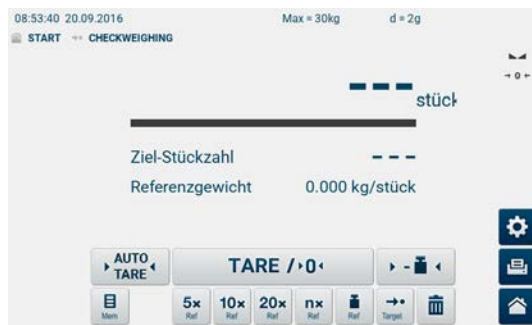 08:53:40 20.09.2016 Max = 30kg d = 2g
START CHECKWEIGHING
→ 0 ←
--- stück
Ziel-Stückzahl ---
Referenzgewicht 0.000 kg/stück
AUTO TARE TARE / 0 -
Mem 5x Ref 10x Ref 20x Ref nx Ref Ref Target